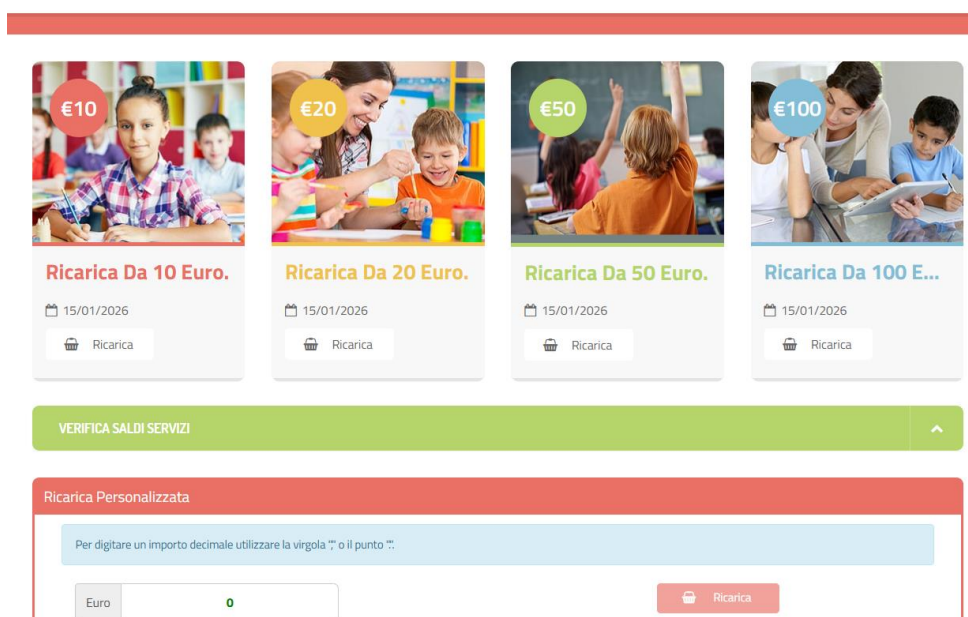 €10
€20
€50
€100
Ricarica Da 10 Euro.
Ricarica Da 20 Euro.
Ricarica Da 50 Euro.
Ricarica Da 100 E...
15/01/2026
15/01/2026
15/01/2026
15/01/2026
Ricarica
Ricarica
Ricarica
Ricarica
VERIFICA SALDI SERVIZI
Ricarica Personalizzata
Per digitare un importo decimale utilizzare la virgola "," o il punto ".".
Euro
0
Ricarica